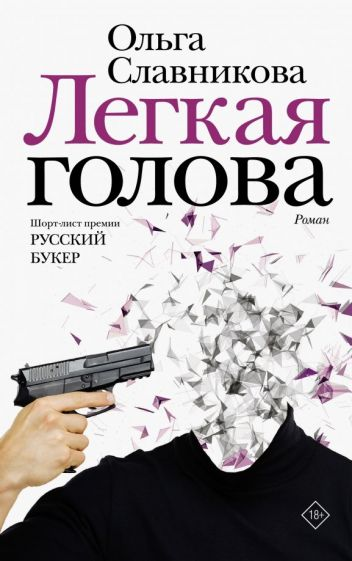 Ольга
Славникова
Легкая
голова
Роман
Шорт-лист премии
РУССКИЙ
БУКЕР
18+